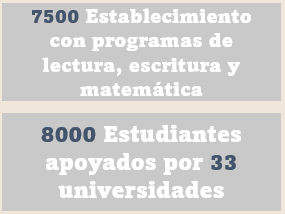 7500 Establecimiento
con programas de
lectura, escritura y
matemática
8000 Estudiantes
apoyados por 33
universidades